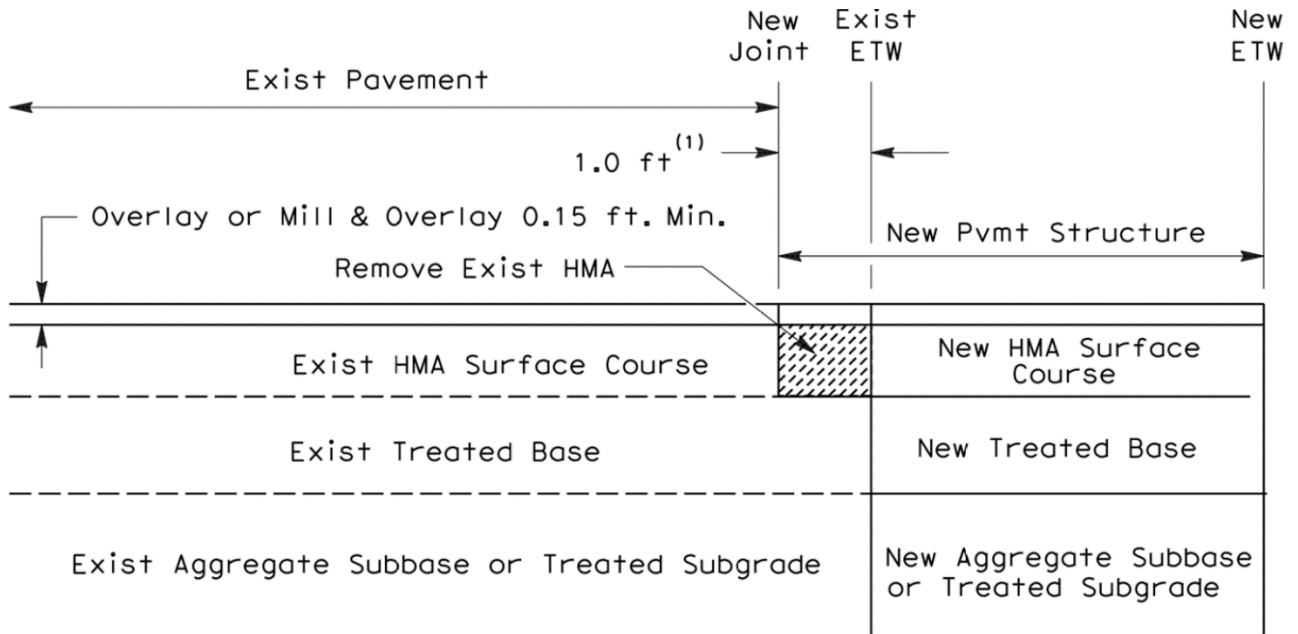 New Joint
Exist ETW
New ETW
Exist Pavement
1.0 ft (1)
Overlay or Mill & Overlay 0.15 ft. Min.
New Pvmt Structure
Remove Exist HMA
Exist HMA Surface Course
New HMA Surface
Course
Exist Treated Base
New Treated Base
Exist Aggregate Subbase or Treated Subgrade
New Aggregate Subbase
or Treated Subgrade